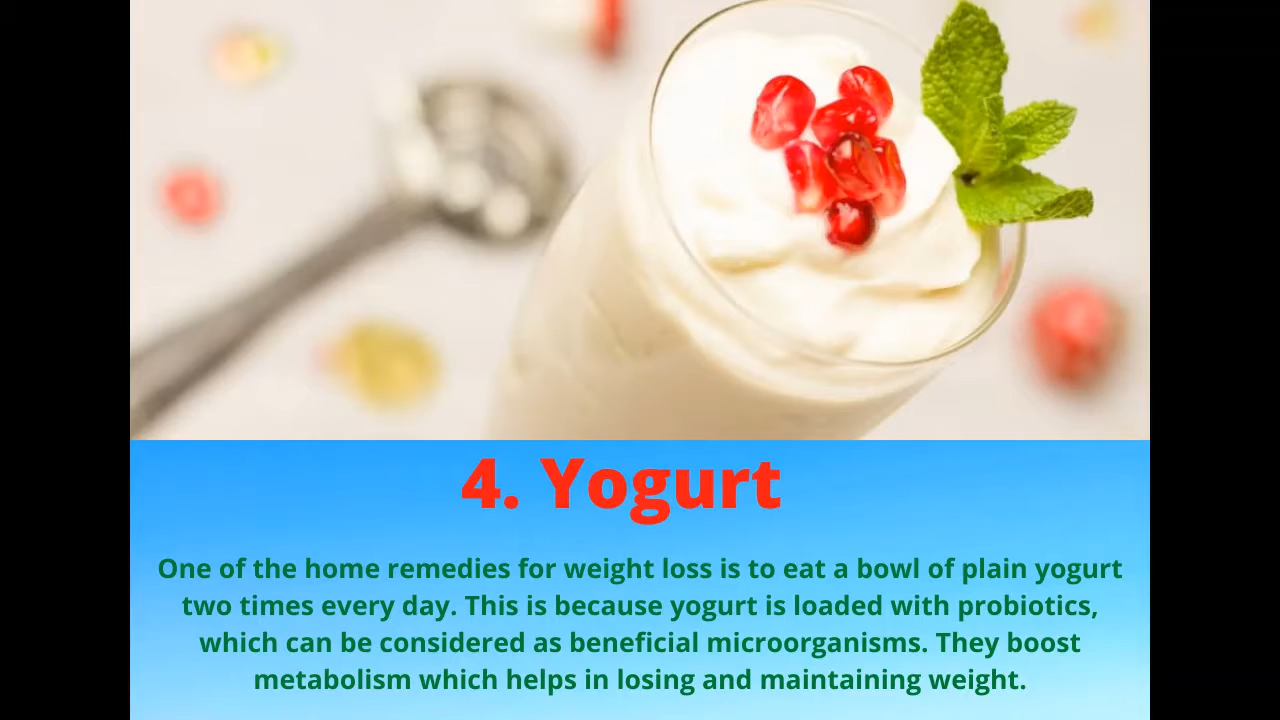 4. Yogurt
One of the home remedies for weight loss is to eat a bowl of plain yogurt
two times every day. This is because yogurt is loaded with probiotics,
which can be considered as beneficial microorganisms. They boost
metabolism which helps in losing and maintaining weight.